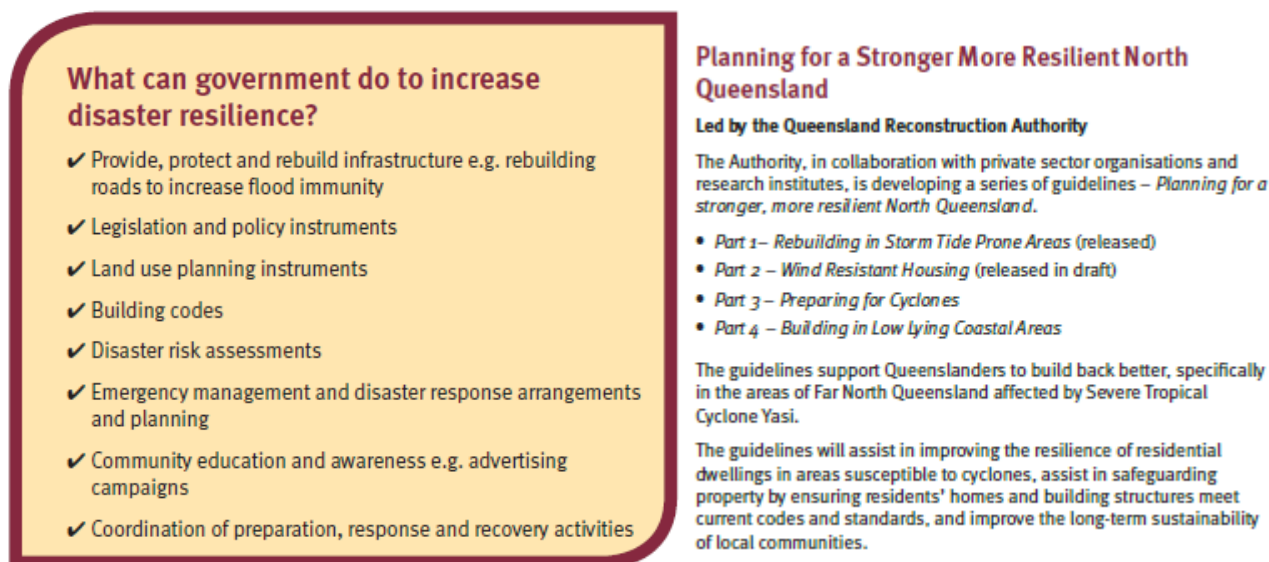 What can government do to increase
disaster resilience?
✔ Provide, protect and rebuild infrastructure e.g. rebuilding
roads to increase flood immunity
✔ Legislation and policy instruments
✔ Land use planning instruments
✔ Building codes
✔ Disaster risk assessments
✔ Emergency management and disaster response arrangements
and planning
✔ Community education and awareness e.g. advertising
campaigns
✔ Coordination of preparation, response and recovery activities
Planning for a Stronger More Resilient North
Queensland
Led by the Queensland Reconstruction Authority
The Authority, in collaboration with private sector organisations and
research institutes, is developing a series of guidelines – Planning for a
stronger, more resilient North Queensland.
• Part 1– Rebuilding in Storm Tide Prone Areas (released)
• Part 2 – Wind Resistant Housing (released in draft)
• Part 3 – Preparing for Cyclones
• Part 4 – Building in Low Lying Coastal Areas
The guidelines support Queenslanders to build back better, specifically
in the areas of Far North Queensland affected by Severe Tropical
Cyclone Yasi.
The guidelines will assist in improving the resilience of residential
dwellings in areas susceptible to cyclones, assist in safeguarding
property by ensuring residents' homes and building structures meet
current codes and standards, and improve the long-term sustainability
of local communities.